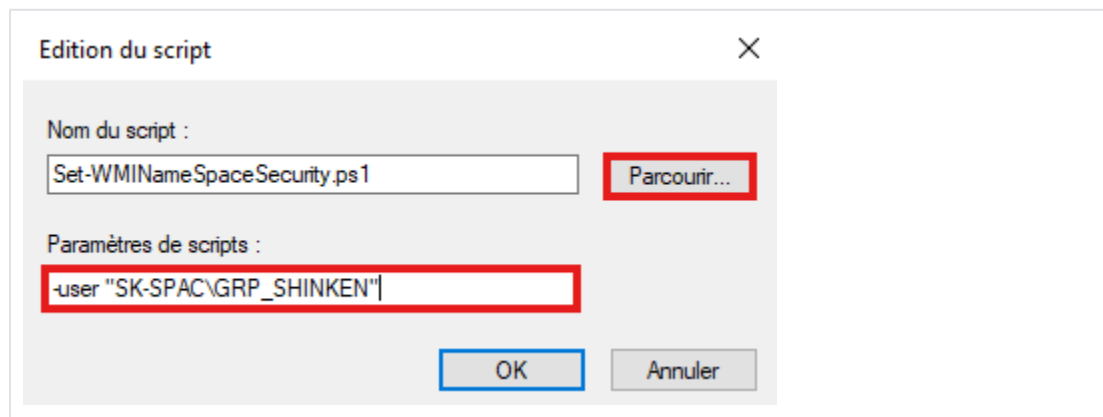 Edition du script
Nom du script :
Set-WMINameSpaceSecurity.ps1
Parcourir...
Paramètres de scripts :
-user "SK-SPAC\GRP_SHINKEN"
OK
Annuler